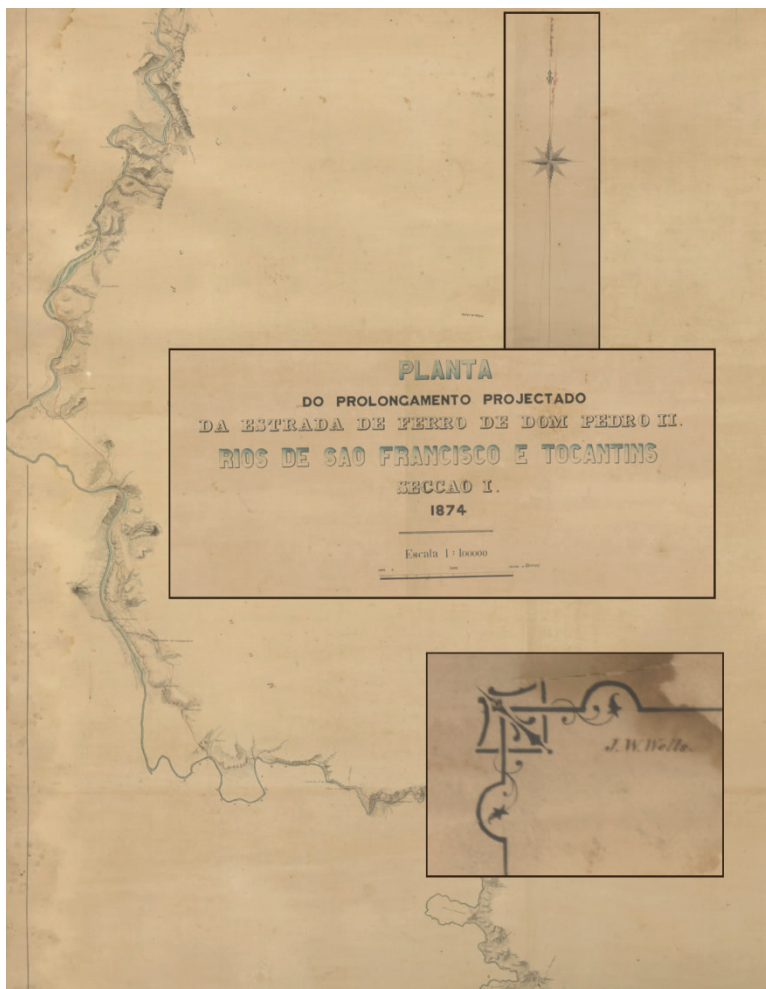 PLANTA
DO PROLONGAMENTO PROJECTADO
DA ESTRADA DE FERRO DE DOM PEDRO II.
RIOS DE SAO FRANCISCO E TOCANTINS
SECCAO I.
1874
Escala 1:100000
J.W.Wells.